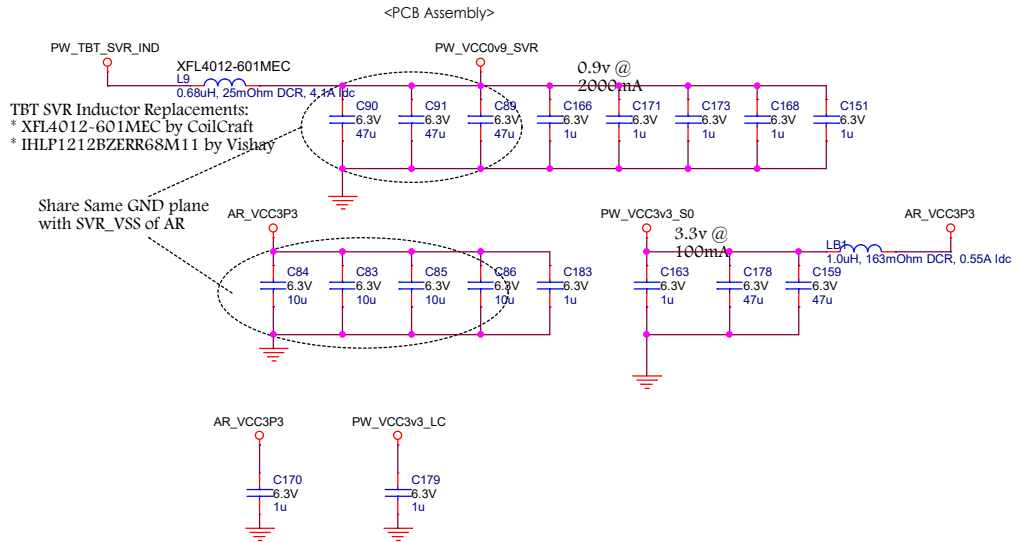 <PCB Assembly>
PW_TBT_SVR_IND
PW_VCC0v9_SVR
XFL4012-601MEC
L9
0.68uH, 25mOhm DCR, 4.1A Idc
0.9v @
2000mA
TBT SVR Inductor Replacements:
* XFL4012-601MEC by CoilCraft
* IHLP1212BZERR68M11 by Vishay
C90
6.3V
47u
C91
6.3V
47u
C89
6.3V
47u
C166
6.3V
1u
C171
6.3V
1u
C173
6.3V
1u
C168
6.3V
1u
C151
6.3V
1u
Share Same GND plane
with SVR_VSS of AR
AR_VCC3P3
C84
6.3V
10u
C83
6.3V
10u
C85
6.3V
10u
C86
6.3V
10u
C183
6.3V
1u
PW_VCC3v3_S0
3.3v @
100mA
AR_VCC3P3
LB1
1.0uH, 163mOhm DCR, 0.55A Idc
C163
6.3V
1u
C178
6.3V
47u
C159
6.3V
47u
AR_VCC3P3
C170
6.3V
1u
PW_VCC3v3_LC
C179
6.3V
1u